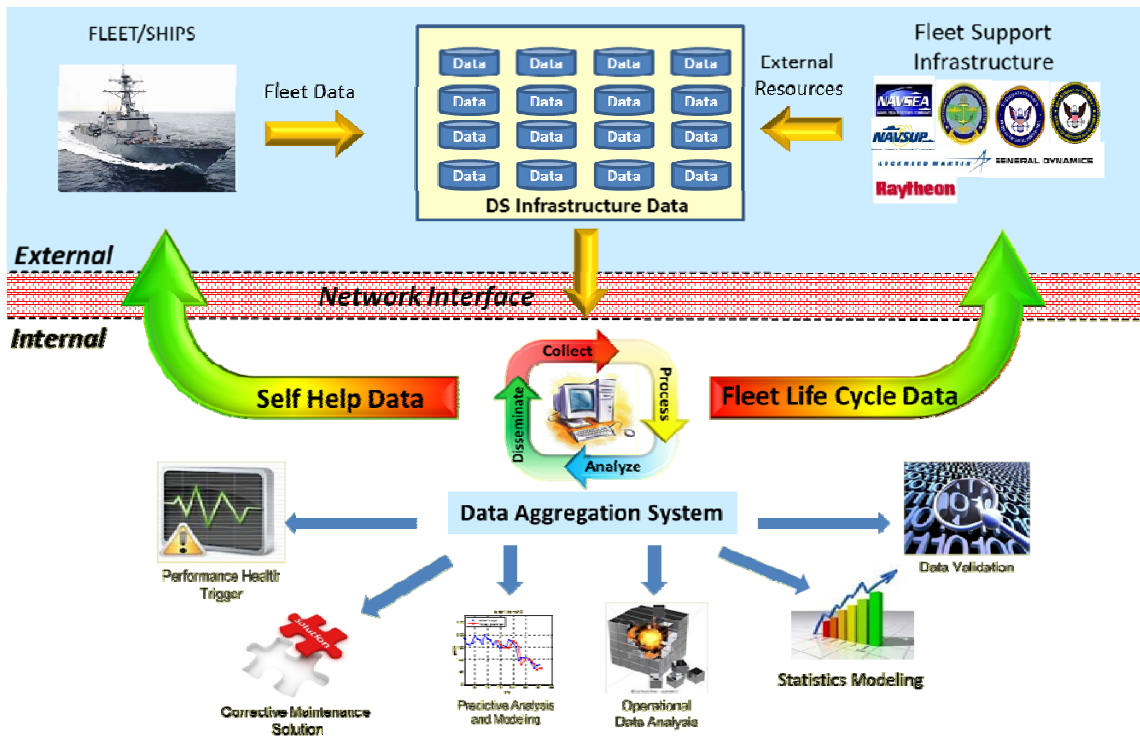 FLEET/SHIPS
Fleet Data
Data Data Data Data
Data Data Data Data
Data Data Data Data
Data Data Data Data
DS Infrastructure Data
External
Resources
Fleet Support
Infrastructure
NAVSEA
NAVSUP
LOCKHEED MARTIN
GENERAL DYNAMICS
Raytheon
External
Network Interface
Internal
Self Help Data
Collect
Process
Analyze
Disseminate
Fleet Life Cycle Data
Data Aggregation System
Performance Health
Trigger
solution
Corrective Maintenance
Solution
Predictive Analysis
and Modeling
Operational
Data Analysis
Statistics Modeling
Data Validation